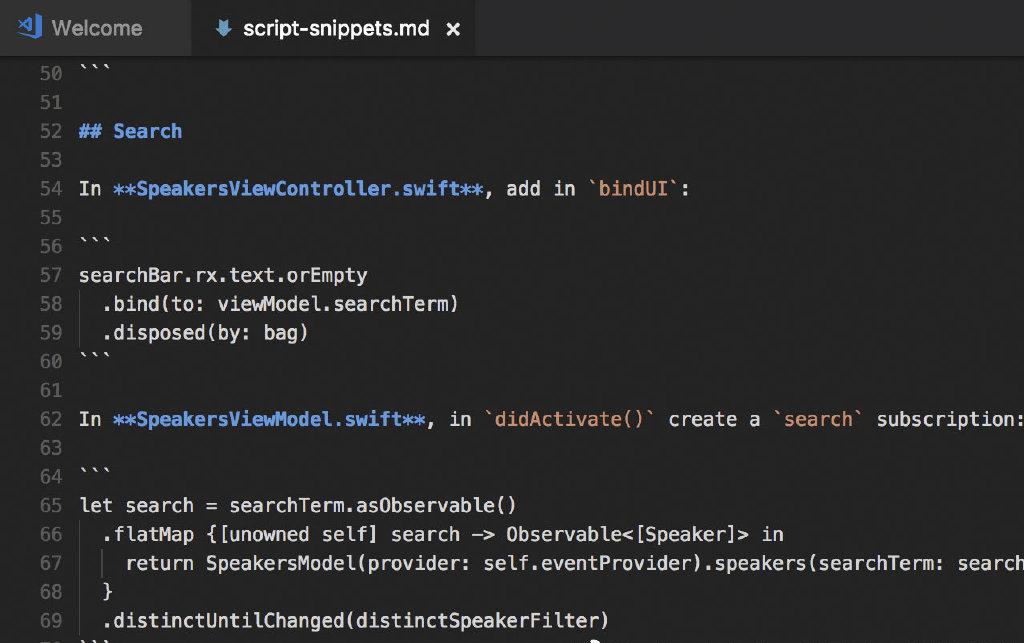 Welcome
script-snippets.md ×
50 ```
51
52 ## Search
53
54 In **SpeakersViewController.swift**, add in `bindUI`:
55
56 ```
57 searchBar.rx.text.orEmpty
58   .bind(to: viewModel.searchTerm)
59   .disposed(by: bag)
60 ```
61
62 In **SpeakersViewModel.swift**, in `didActivate()` create a `search` subscription:
63
64 ```
65 let search = searchTerm.asObservable()
66   .flatMap {[unowned self] search -> Observable<[Speaker]> in
67     return SpeakersModel(provider: self.eventProvider).speakers(searchTerm: search
68   }
69   .distinctUntilChanged(distinctSpeakerFilter)